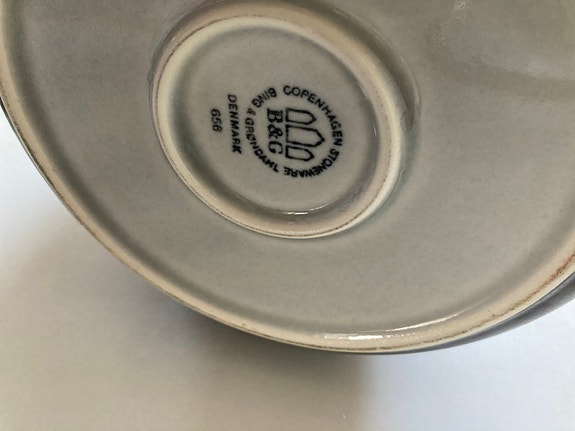 COPENHAGEN STONEWARE
B&G
BING & GRØNDAHL
DENMARK
656